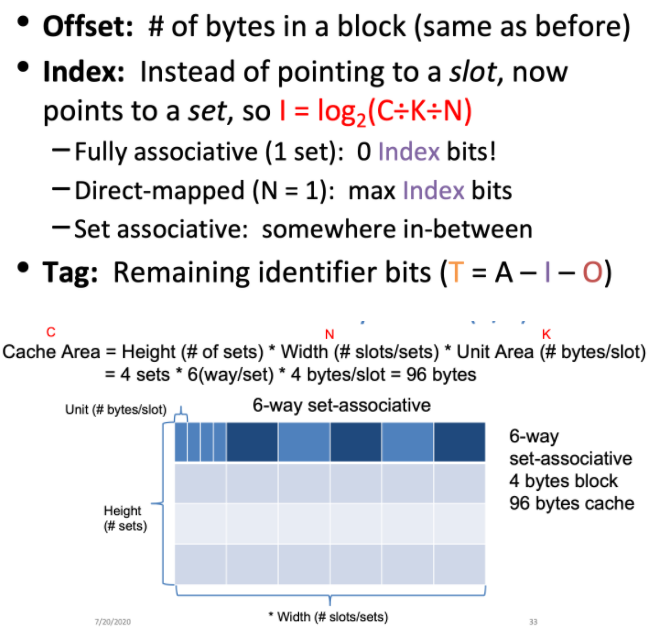 • Offset: # of bytes in a block (same as before)
• Index: Instead of pointing to a slot, now
points to a set, so I = log₂(C÷K÷N)
– Fully associative (1 set): 0 Index bits!
– Direct-mapped (N = 1): max Index bits
– Set associative: somewhere in-between
• Tag: Remaining identifier bits (T = A – I – O)
C N K
Cache Area = Height (# of sets) * Width (# slots/sets) * Unit Area (# bytes/slot)
= 4 sets * 6(way/set) * 4 bytes/slot = 96 bytes
Unit (# bytes/slot)
6-way set-associative
6-way
set-associative
4 bytes block
96 bytes cache
Height
(# sets)
* Width (# slots/sets)
7/20/2020
33